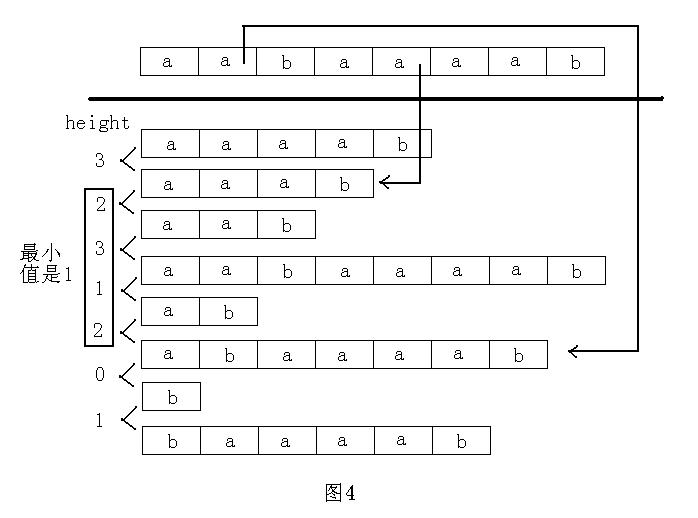 a a b a a a a b
height
a a a a b
3
a a a b
2
a a b
3
最小
值是1
a a b a a a a b
1
a b
2
a b a a a a b
0
b
1
b a a a a b
图4